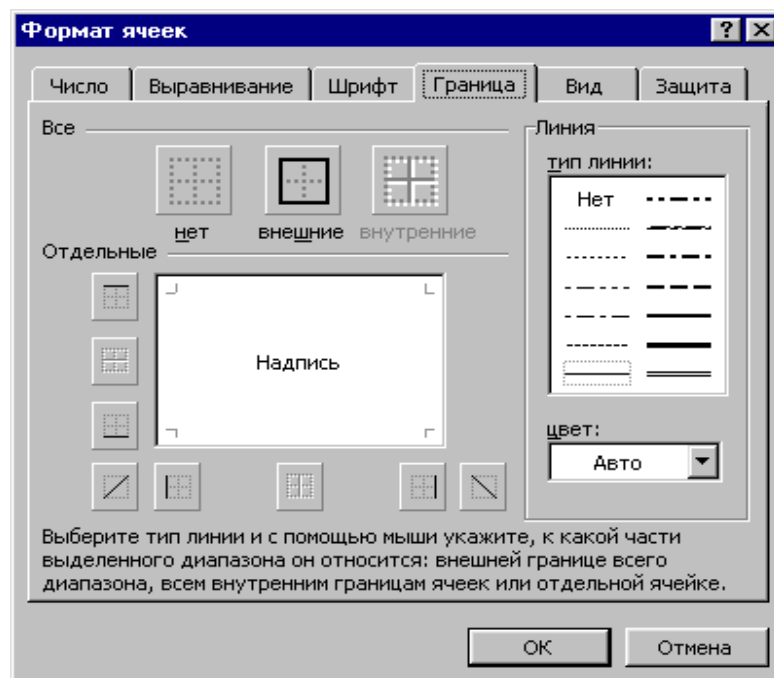 Формат ячеек
Число Выравнивание Шрифт Граница Вид Защита
Все
нет внешние внутренние
Отдельные
Надпись
Линия
тип линии:
Нет
цвет:
Авто
Выберите тип линии и с помощью мыши укажите, к какой части
выделенного диапазона он относится: внешней границе всего
диапазона, всем внутренним границам ячеек или отдельной ячейке.
ОК Отмена